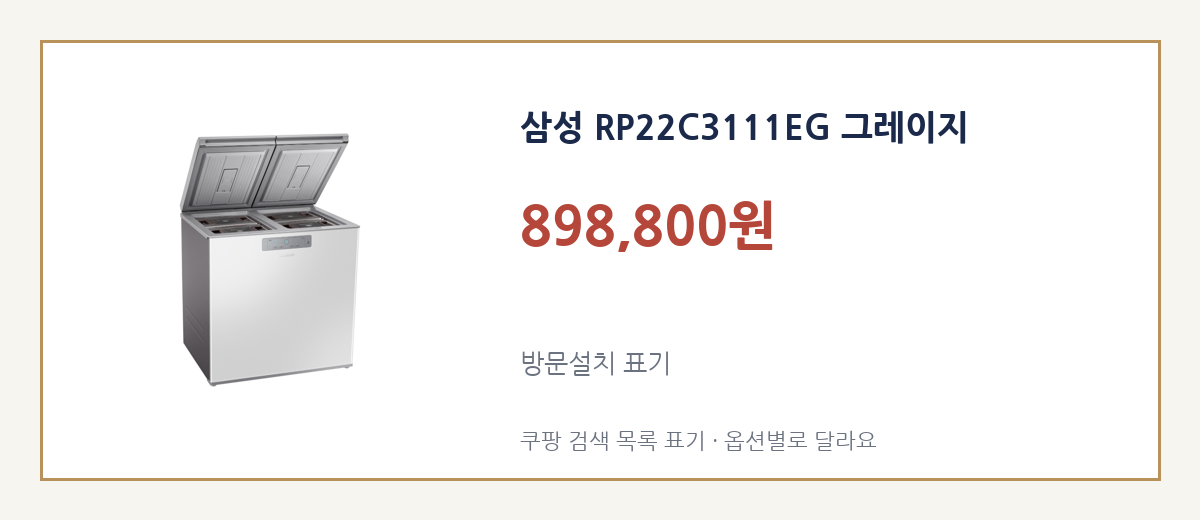 삼성 RP22C3111EG 그레이지
898,800원
방문설치 표기
쿠팡 검색 목록 표기 · 옵션별로 달라요